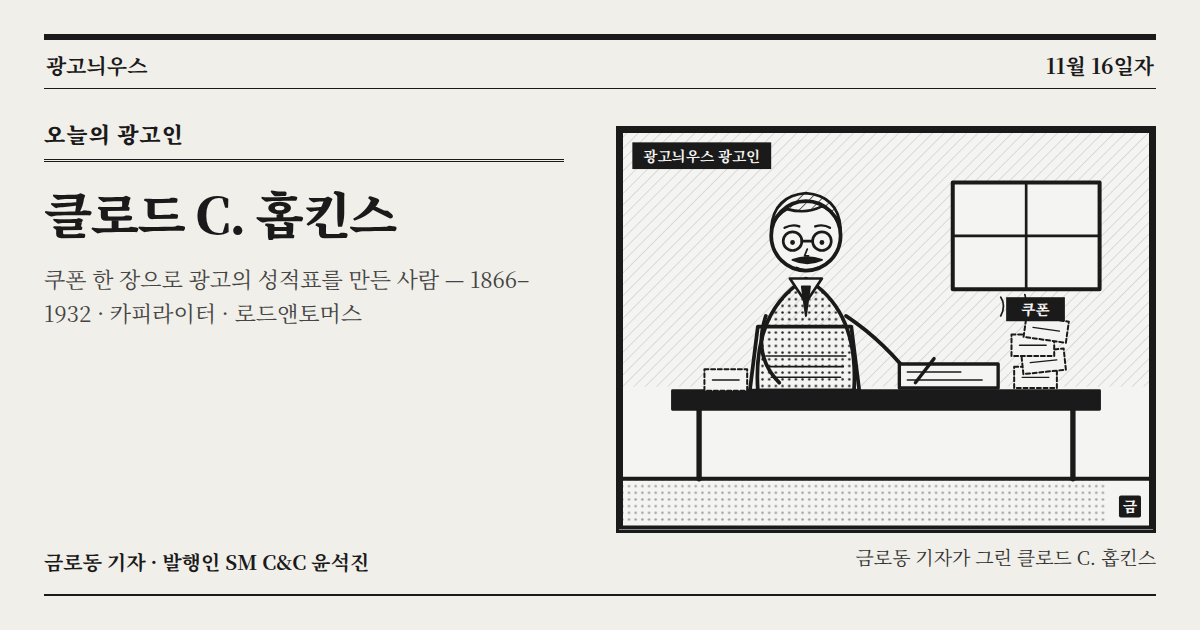 광고늬우스
11월 16일자
오늘의 광고인
클로드 C. 홉킨스
쿠폰 한 장으로 광고의 성적표를 만든 사람 — 1866–
1932 · 카피라이터 · 로드앤토머스
광고늬우스 광고인
쿠폰
금
금로동 기자 · 발행인 SM C&C 윤석진
금로동 기자가 그린 클로드 C. 홉킨스